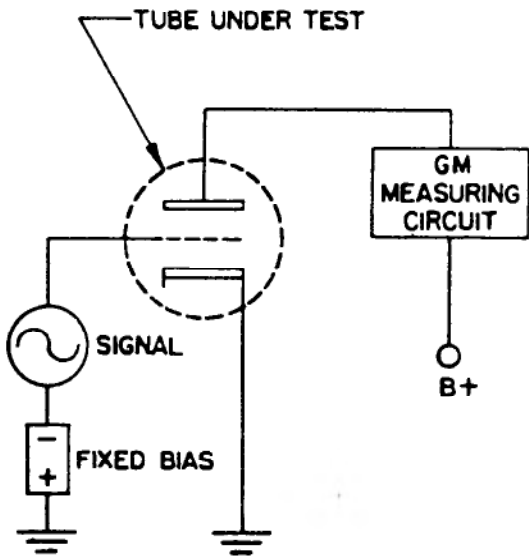 TUBE UNDER TEST
GM
MEASURING
CIRCUIT
SIGNAL
B+
−
FIXED BIAS
+